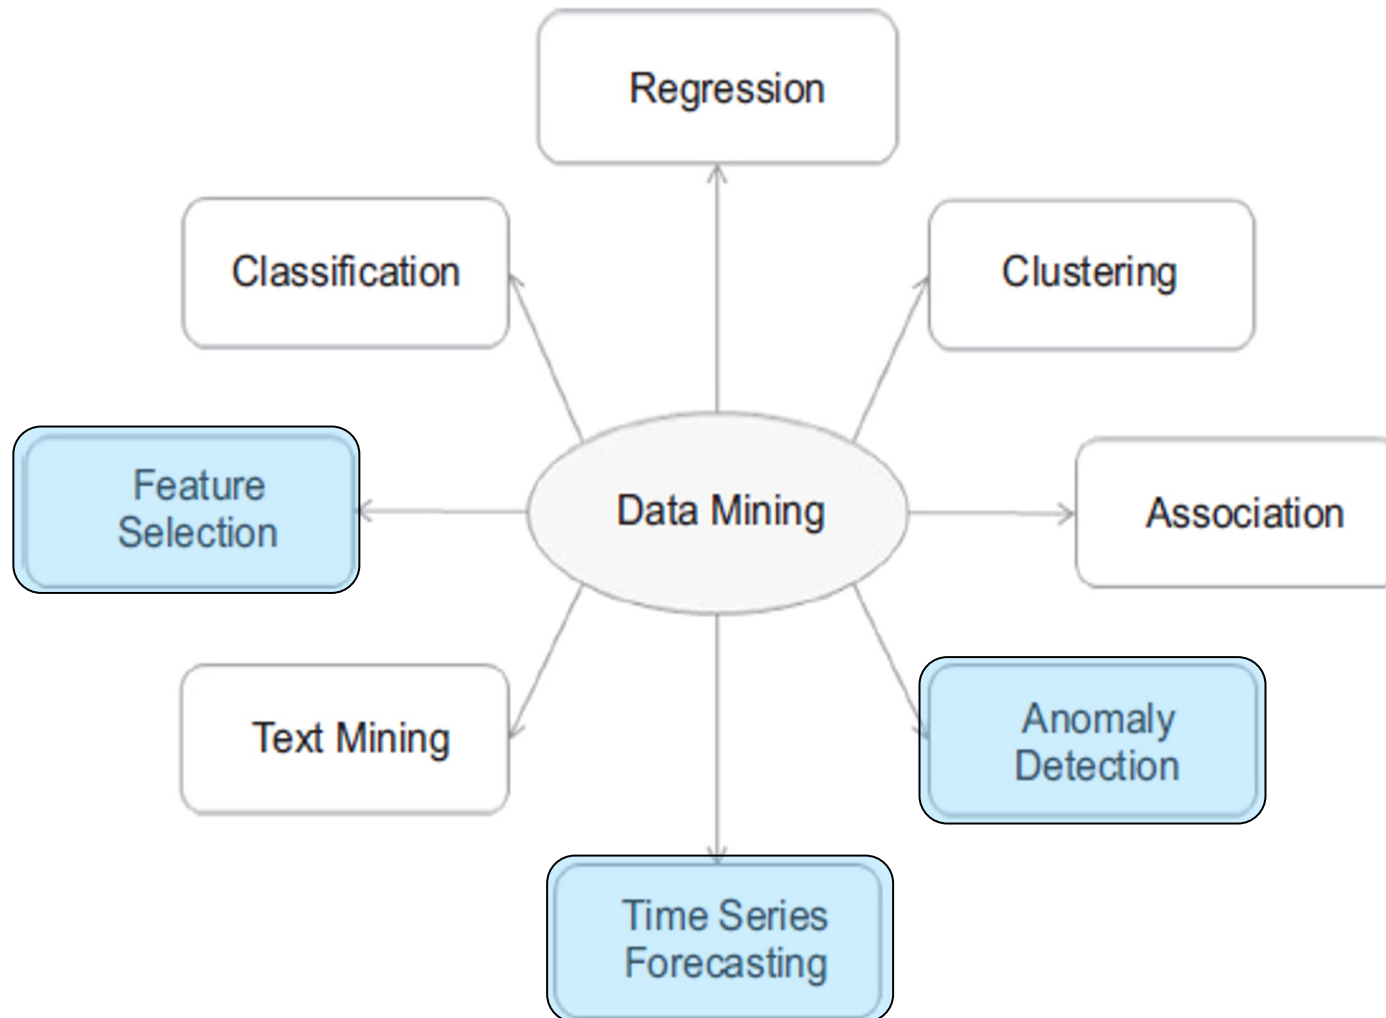 Regression
Classification
Clustering
Feature
Selection
Data Mining
Association
Text Mining
Anomaly
Detection
Time Series
Forecasting